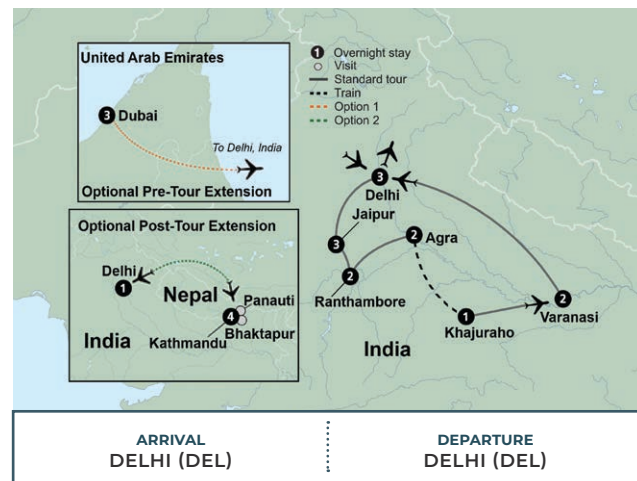 United Arab Emirates
3 Dubai
To Delhi, India
Optional Pre-Tour Extension
1 Overnight stay
Visit
Standard tour
Train
Option 1
Option 2
3
Delhi
Jaipur
3
2
Ranthambore
2 Agra
1
Khajuraho
2
Varanasi
India
Optional Post-Tour Extension
Delhi
1
Nepal
Panauti
4
Kathmandu
Bhaktapur
India
ARRIVAL
DELHI (DEL)
DEPARTURE
DELHI (DEL)